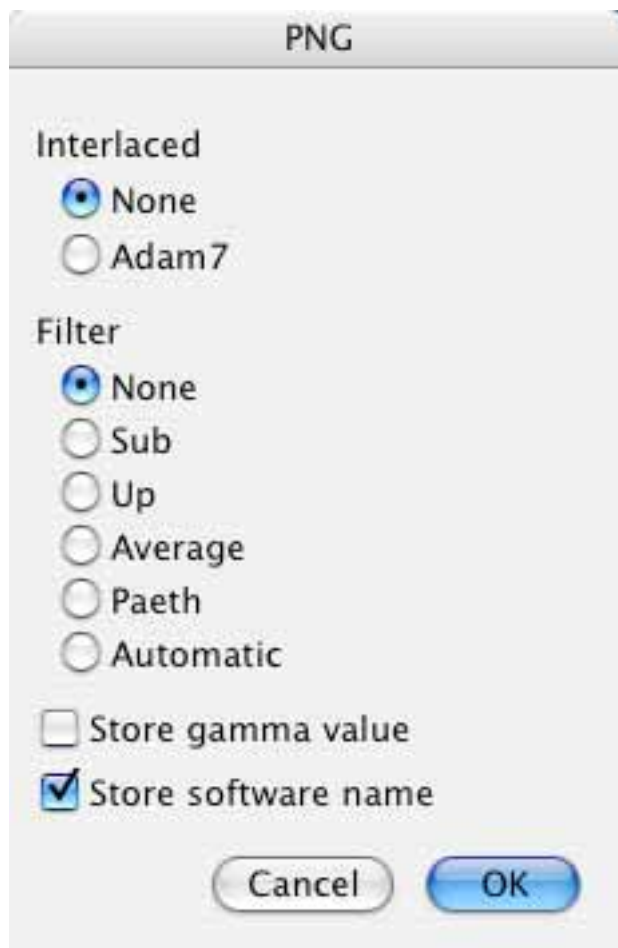 PNG
Interlaced
None
Adam7
Filter
None
Sub
Up
Average
Paeth
Automatic
Store gamma value
Store software name
Cancel OK